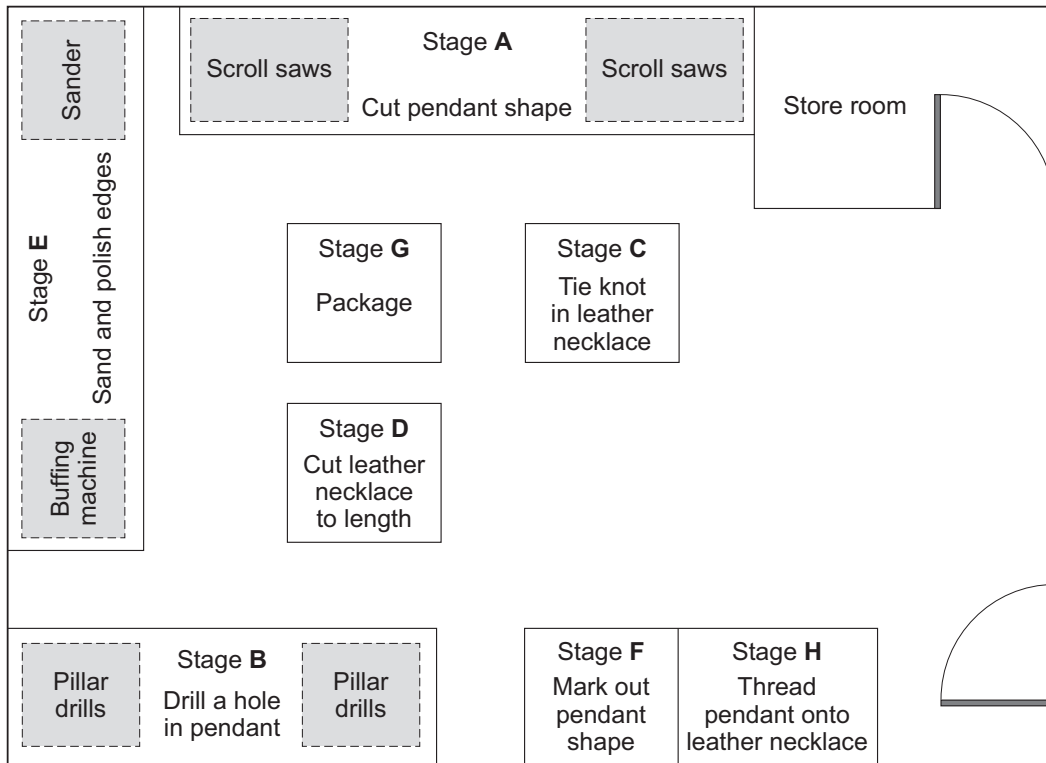 Sander
Stage E
Sand and polish edges
Buffing
machine
Scroll saws
Stage A
Cut pendant shape
Scroll saws
Store room
Stage G
Package
Stage C
Tie knot
in leather
necklace
Stage D
Cut leather
necklace
to length
Pillar
drills
Stage B
Drill a hole
in pendant
Pillar
drills
Stage F
Mark out
pendant
shape
Stage H
Thread
pendant onto
leather necklace